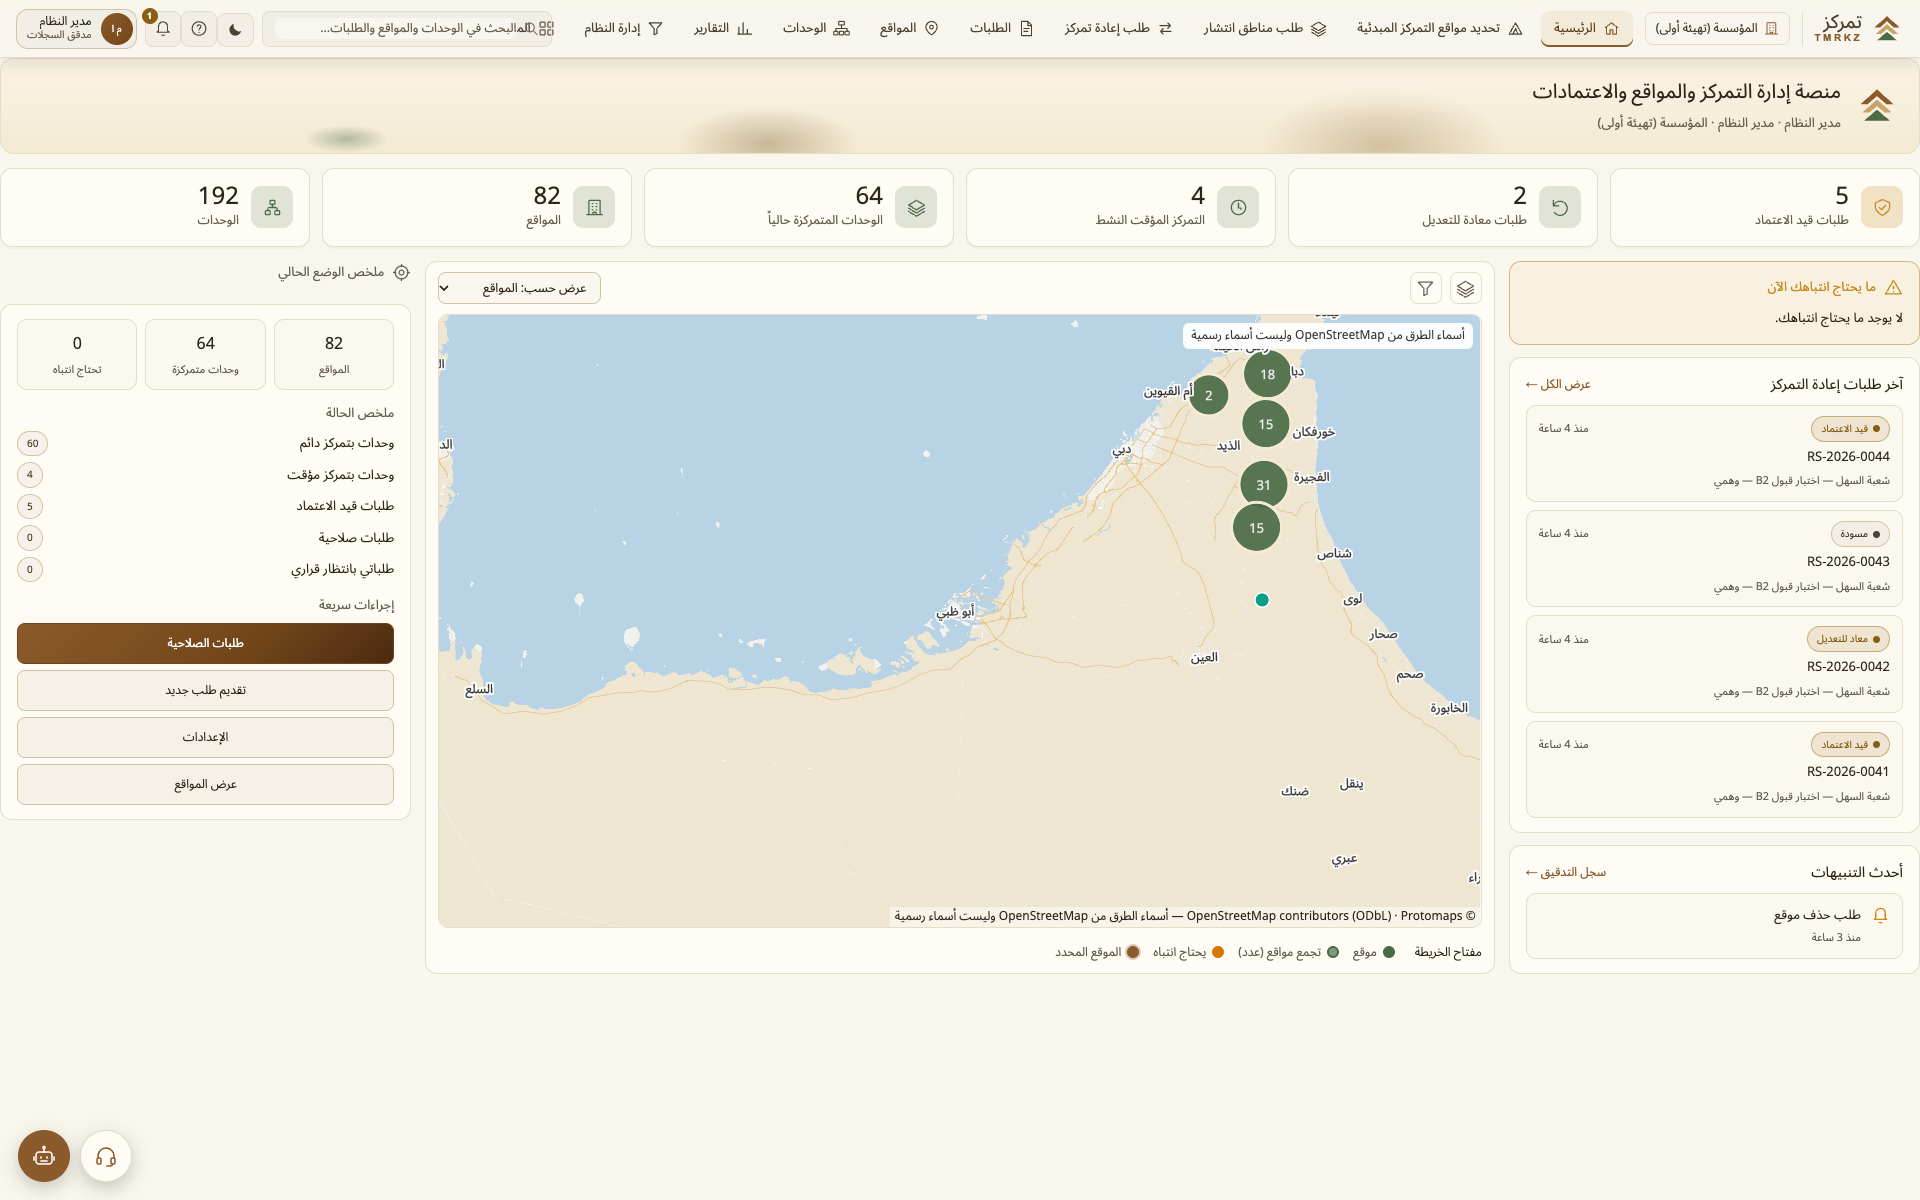 تمركز
TMRKZ
المؤسسة (تهيئة أولى)
الرئيسية
تحديد مواقع التمركز المبدئية
طلب مناطق انتشار
طلب إعادة تمركز
الطلبات
المواقع
الوحدات
التقارير
إدارة النظام
البحث في الوحدات والمواقع والطلبات...
1
م ا
مدير النظام
مدقق السجلات
منصة إدارة التمركز والمواقع والاعتمادات
مدير النظام · مدير النظام · المؤسسة (تهيئة أولى)
5
طلبات قيد الاعتماد
2
طلبات معادة للتعديل
4
التمركز المؤقت النشط
64
الوحدات المتمركزة حالياً
82
المواقع
192
الوحدات
ما يحتاج انتباهك الآن
لا يوجد ما يحتاج انتباهك.
آخر طلبات إعادة التمركز
عرض الكل ←
قيد الاعتماد
منذ 4 ساعة
RS-2026-0044
شعبة السهل — اختبار قبول B2 — وهمي
مسودة
منذ 4 ساعة
RS-2026-0043
شعبة السهل — اختبار قبول B2 — وهمي
معاد للتعديل
منذ 4 ساعة
RS-2026-0042
شعبة السهل — اختبار قبول B2 — وهمي
قيد الاعتماد
منذ 4 ساعة
RS-2026-0041
شعبة السهل — اختبار قبول B2 — وهمي
أحدث التنبيهات
سجل التدقيق ←
طلب حذف موقع
منذ 3 ساعة
عرض حسب: المواقع
أسماء الطرق من OpenStreetMap وليست أسماء رسمية
18
دبا
2
أم القيوين
15
خورفكان
الذيد
دبي
31
الفجيرة
15
شناص
لوى
أبو ظبي
صحار
العين
صحم
السلع
الخابورة
ينقل
ضنك
عبري
© OpenStreetMap contributors (ODbL) · Protomaps — أسماء الطرق من OpenStreetMap وليست أسماء رسمية
مفتاح الخريطة
موقع
تجمع مواقع (عدد)
يحتاج انتباه
الموقع المحدد
ملخص الوضع الحالي
82
المواقع
64
وحدات متمركزة
0
تحتاج انتباه
ملخص الحالة
وحدات بتمركز دائم
60
وحدات بتمركز مؤقت
4
طلبات قيد الاعتماد
5
طلبات صلاحية
0
طلباتي بانتظار قراري
0
إجراءات سريعة
طلبات الصلاحية
تقديم طلب جديد
الإعدادات
عرض المواقع